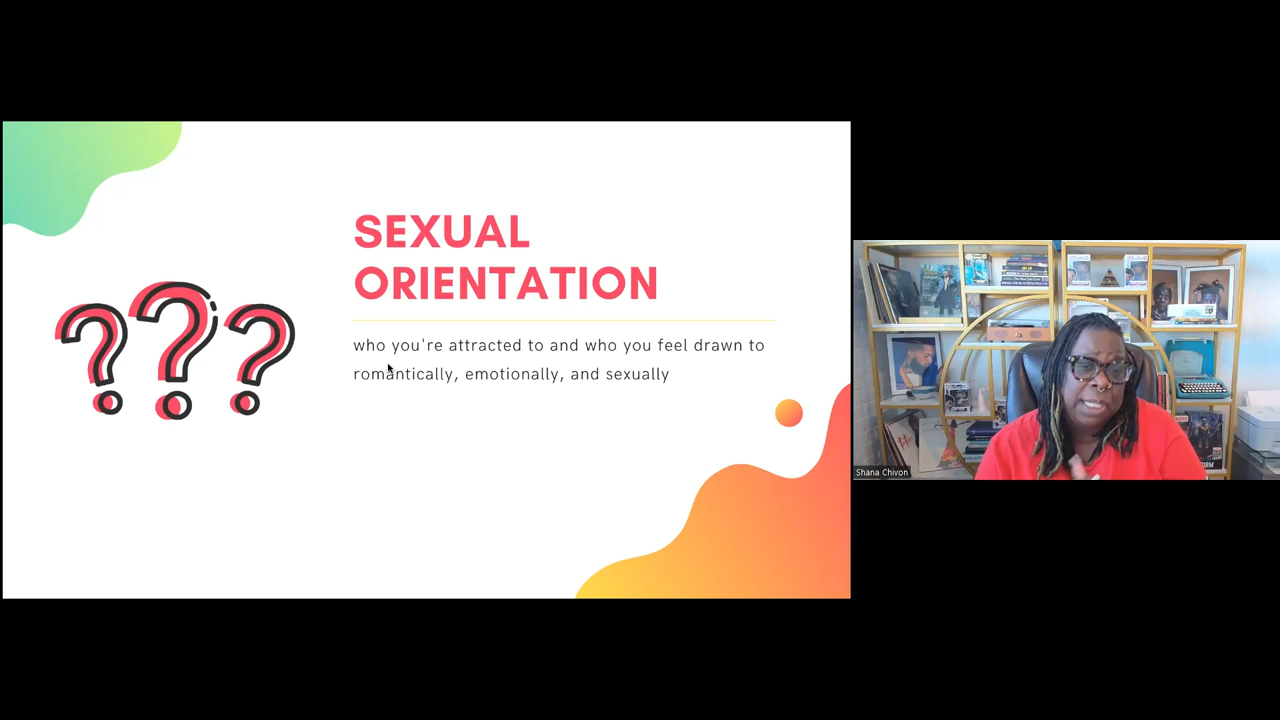 SEXUAL
ORIENTATION
who you're attracted to and who you feel drawn to
romantically, emotionally, and sexually
???
Shana Chivon